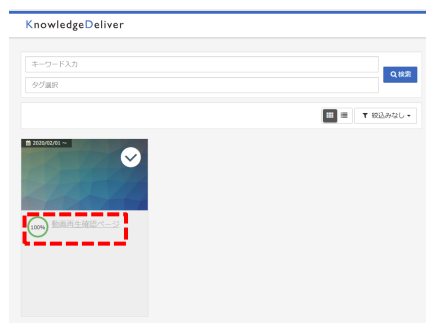 KnowledgeDeliver
キーワード入力
タグ選択
検索
絞込みなし
2020/02/01 ～
100%
動画再生確認ページ